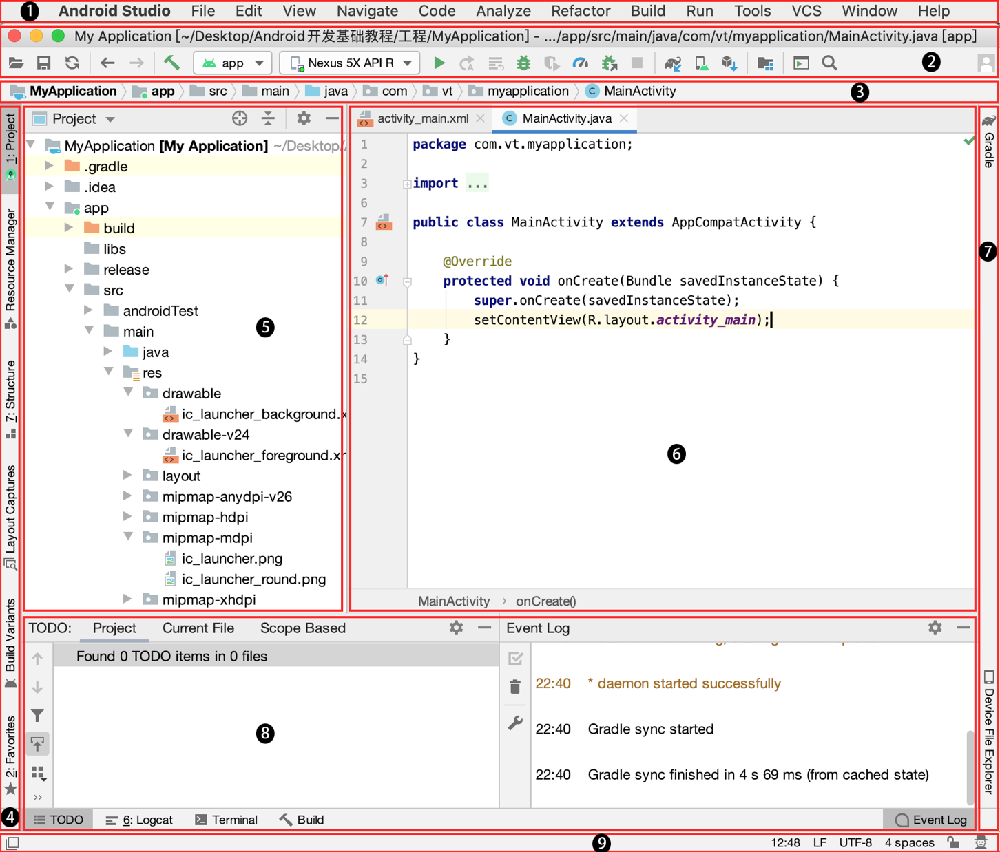 ❶ Android Studio File Edit View Navigate Code Analyze Refactor Build Run Tools VCS Window Help
My Application [~/Desktop/Android开发基础教程/工程/MyApplication] - .../app/src/main/java/com/vt/myapplication/MainActivity.java [app]
app Nexus 5X API R ❷
MyApplication app src main java com vt myapplication MainActivity ❸
1: Project
Resource Manager
7: Structure
Layout Captures
Build Variants
2: Favorites
❹
Project
MyApplication [My Application] ~/Desktop/
.gradle
.idea
app
build
libs
release
src
androidTest
main
❺
java
res
drawable
ic_launcher_background.x
drawable-v24
ic_launcher_foreground.x
layout
mipmap-anydpi-v26
mipmap-hdpi
mipmap-mdpi
ic_launcher.png
ic_launcher_round.png
mipmap-xhdpi
activity_main.xml MainActivity.java
1 package com.vt.myapplication;
2
3 import ...
6
7 public class MainActivity extends AppCompatActivity {
8
9 @Override
10 protected void onCreate(Bundle savedInstanceState) {
11 super.onCreate(savedInstanceState);
12 setContentView(R.layout.activity_main);
13 }
14 }
15
❻
MainActivity › onCreate()
Gradle
❼
Device File Explorer
TODO: Project Current File Scope Based
Found 0 TODO items in 0 files
❽
Event Log
22:40 * daemon started successfully
22:40 Gradle sync started
22:40 Gradle sync finished in 4 s 69 ms (from cached state)
TODO 6: Logcat Terminal Build Event Log
❾ 12:48 LF UTF-8 4 spaces